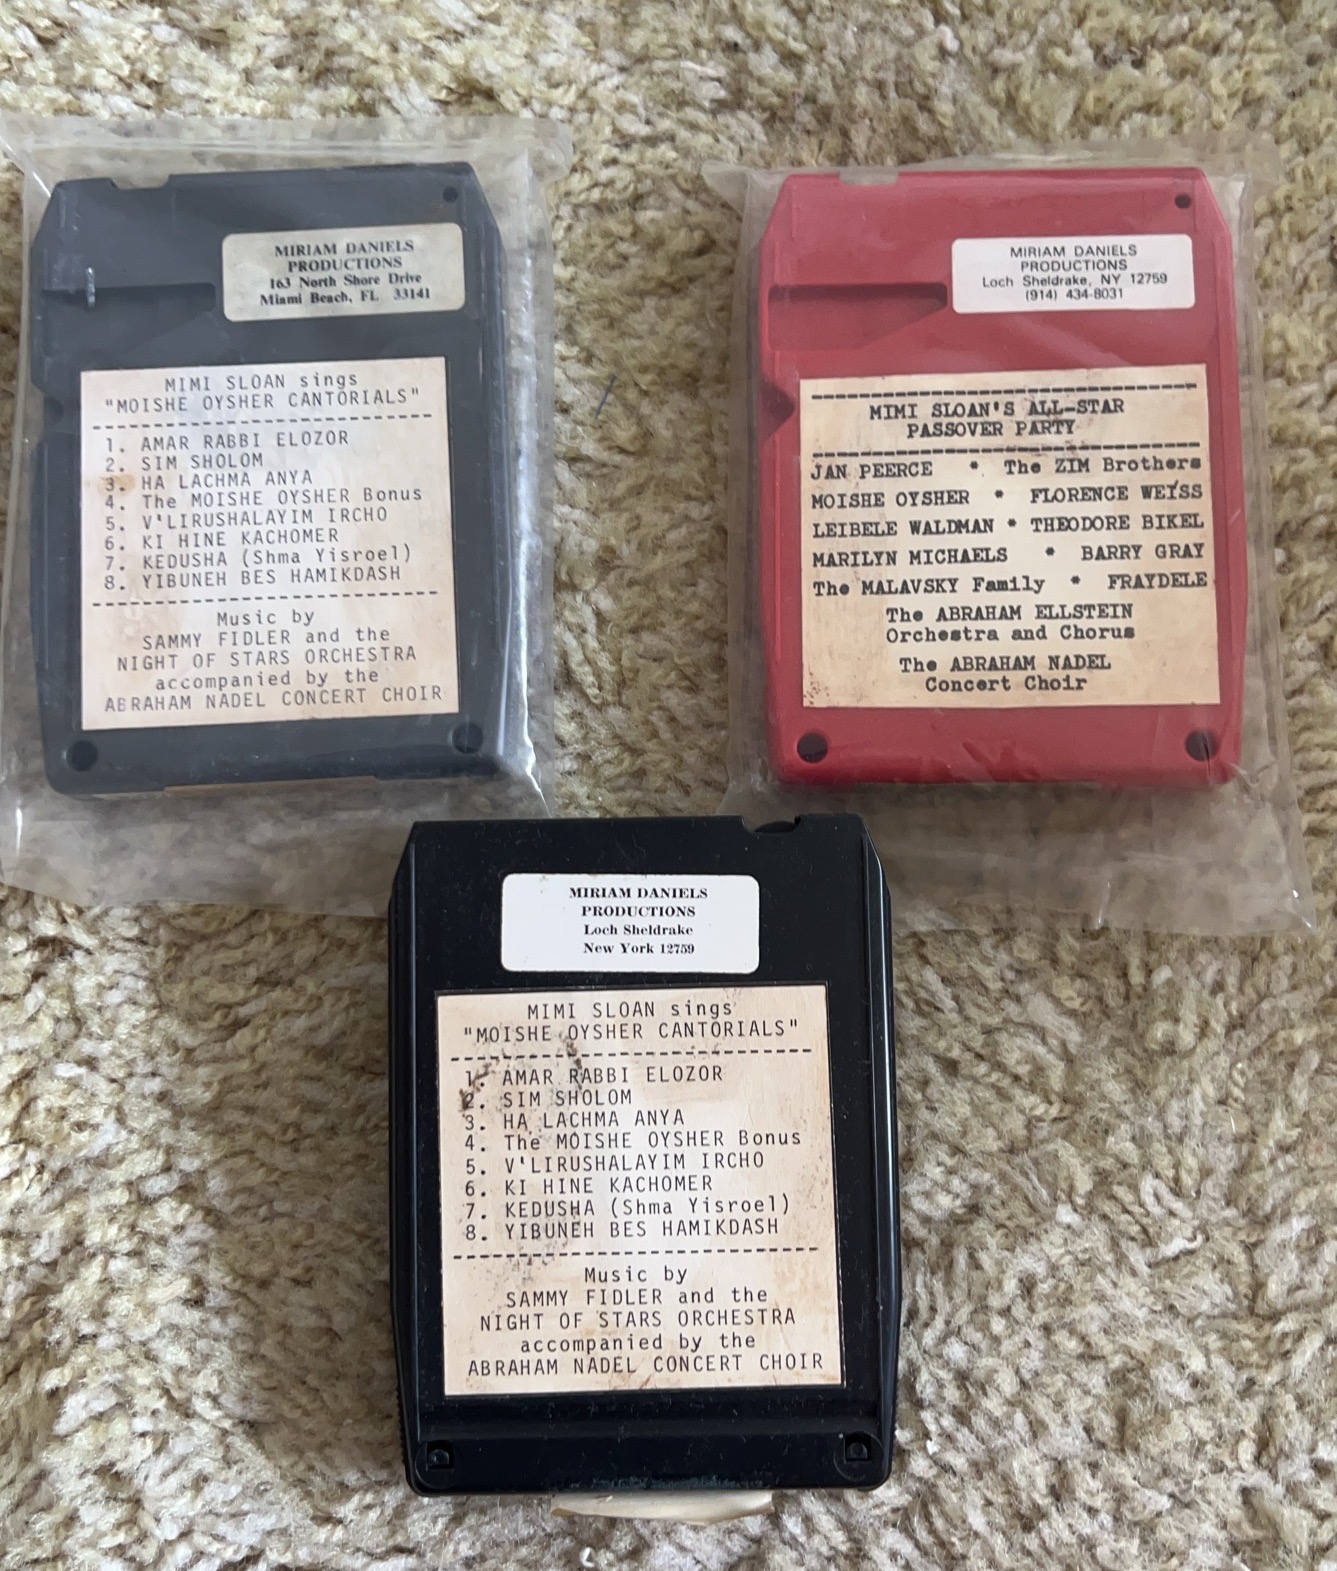 MIRIAM DANIELS
PRODUCTIONS
163 North Shore Drive
Miami Beach, FL 33141
MIMI SLOAN sings
"MOISHE OYSHER CANTORIALS"
1. AMAR RABBI ELOZOR
2. SIM SHOLOM
3. HA LACHMA ANYA
4. The MOISHE OYSHER Bonus
5. V'LIRUSHALAYIM IRCHO
6. KI HINE KACHOMER
7. KEDUSHA (Shma Yisroel)
8. YIBUNEH BES HAMIKDASH
Music by
SAMMY FIDLER and the
NIGHT OF STARS ORCHESTRA
accompanied by the
ABRAHAM NADEL CONCERT CHOIR
MIRIAM DANIELS
PRODUCTIONS
Loch Sheldrake, NY 12759
(914) 434-8031
MIMI SLOAN'S ALL-STAR
PASSOVER PARTY
JAN PEERCE * The ZIM Brothers
MOISHE OYSHER * FLORENCE WEISS
LEIBELE WALDMAN * THEODORE BIKEL
MARILYN MICHAELS * BARRY GRAY
The MALAVSKY Family * FRAYDELE
The ABRAHAM ELLSTEIN
Orchestra and Chorus
The ABRAHAM NADEL
Concert Choir
MIRIAM DANIELS
PRODUCTIONS
Loch Sheldrake
New York 12759
MIMI SLOAN sings
"MOISHE OYSHER CANTORIALS"
1. AMAR RABBI ELOZOR
2. SIM SHOLOM
3. HA LACHMA ANYA
4. The MOISHE OYSHER Bonus
5. V'LIRUSHALAYIM IRCHO
6. KI HINE KACHOMER
7. KEDUSHA (Shma Yisroel)
8. YIBUNEH BES HAMIKDASH
Music by
SAMMY FIDLER and the
NIGHT OF STARS ORCHESTRA
accompanied by the
ABRAHAM NADEL CONCERT CHOIR